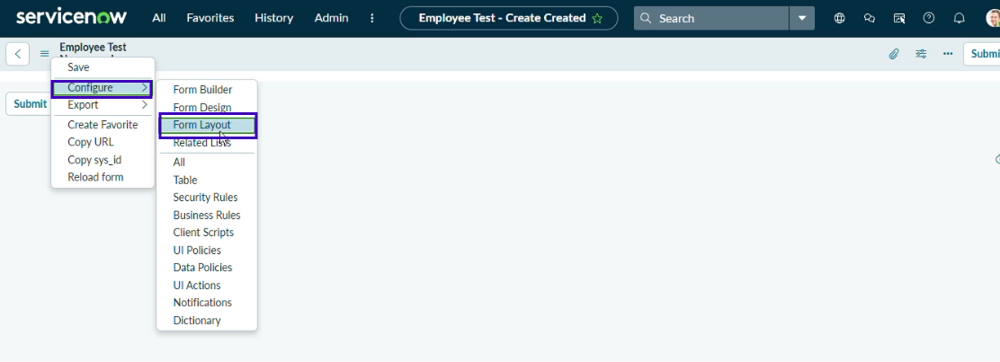 servicenow
All Favorites History Admin
Employee Test - Create Created
Search
Employee Test
Submi
Save
Configure
Export
Create Favorite
Copy URL
Copy sys_id
Reload form
Submit
Form Builder
Form Design
Form Layout
Related Lists
All
Table
Security Rules
Business Rules
Client Scripts
UI Policies
Data Policies
UI Actions
Notifications
Dictionary